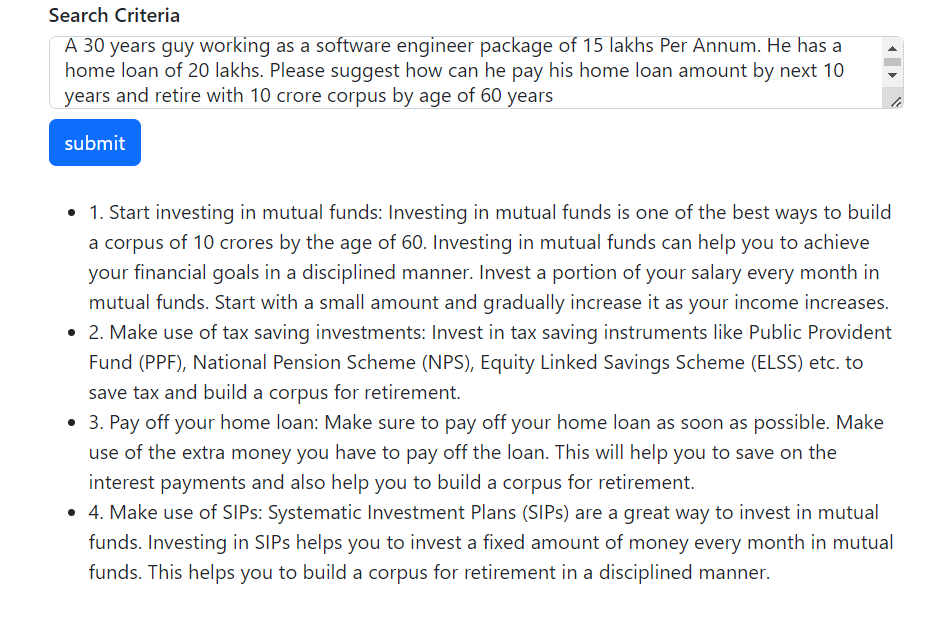 Search Criteria
A 30 years guy working as a software engineer package of 15 lakhs Per Annum. He has a
home loan of 20 lakhs. Please suggest how can he pay his home loan amount by next 10
years and retire with 10 crore corpus by age of 60 years
submit
1. Start investing in mutual funds: Investing in mutual funds is one of the best ways to build
a corpus of 10 crores by the age of 60. Investing in mutual funds can help you to achieve
your financial goals in a disciplined manner. Invest a portion of your salary every month in
mutual funds. Start with a small amount and gradually increase it as your income increases.
2. Make use of tax saving investments: Invest in tax saving instruments like Public Provident
Fund (PPF), National Pension Scheme (NPS), Equity Linked Savings Scheme (ELSS) etc. to
save tax and build a corpus for retirement.
3. Pay off your home loan: Make sure to pay off your home loan as soon as possible. Make
use of the extra money you have to pay off the loan. This will help you to save on the
interest payments and also help you to build a corpus for retirement.
4. Make use of SIPs: Systematic Investment Plans (SIPs) are a great way to invest in mutual
funds. Investing in SIPs helps you to invest a fixed amount of money every month in mutual
funds. This helps you to build a corpus for retirement in a disciplined manner.